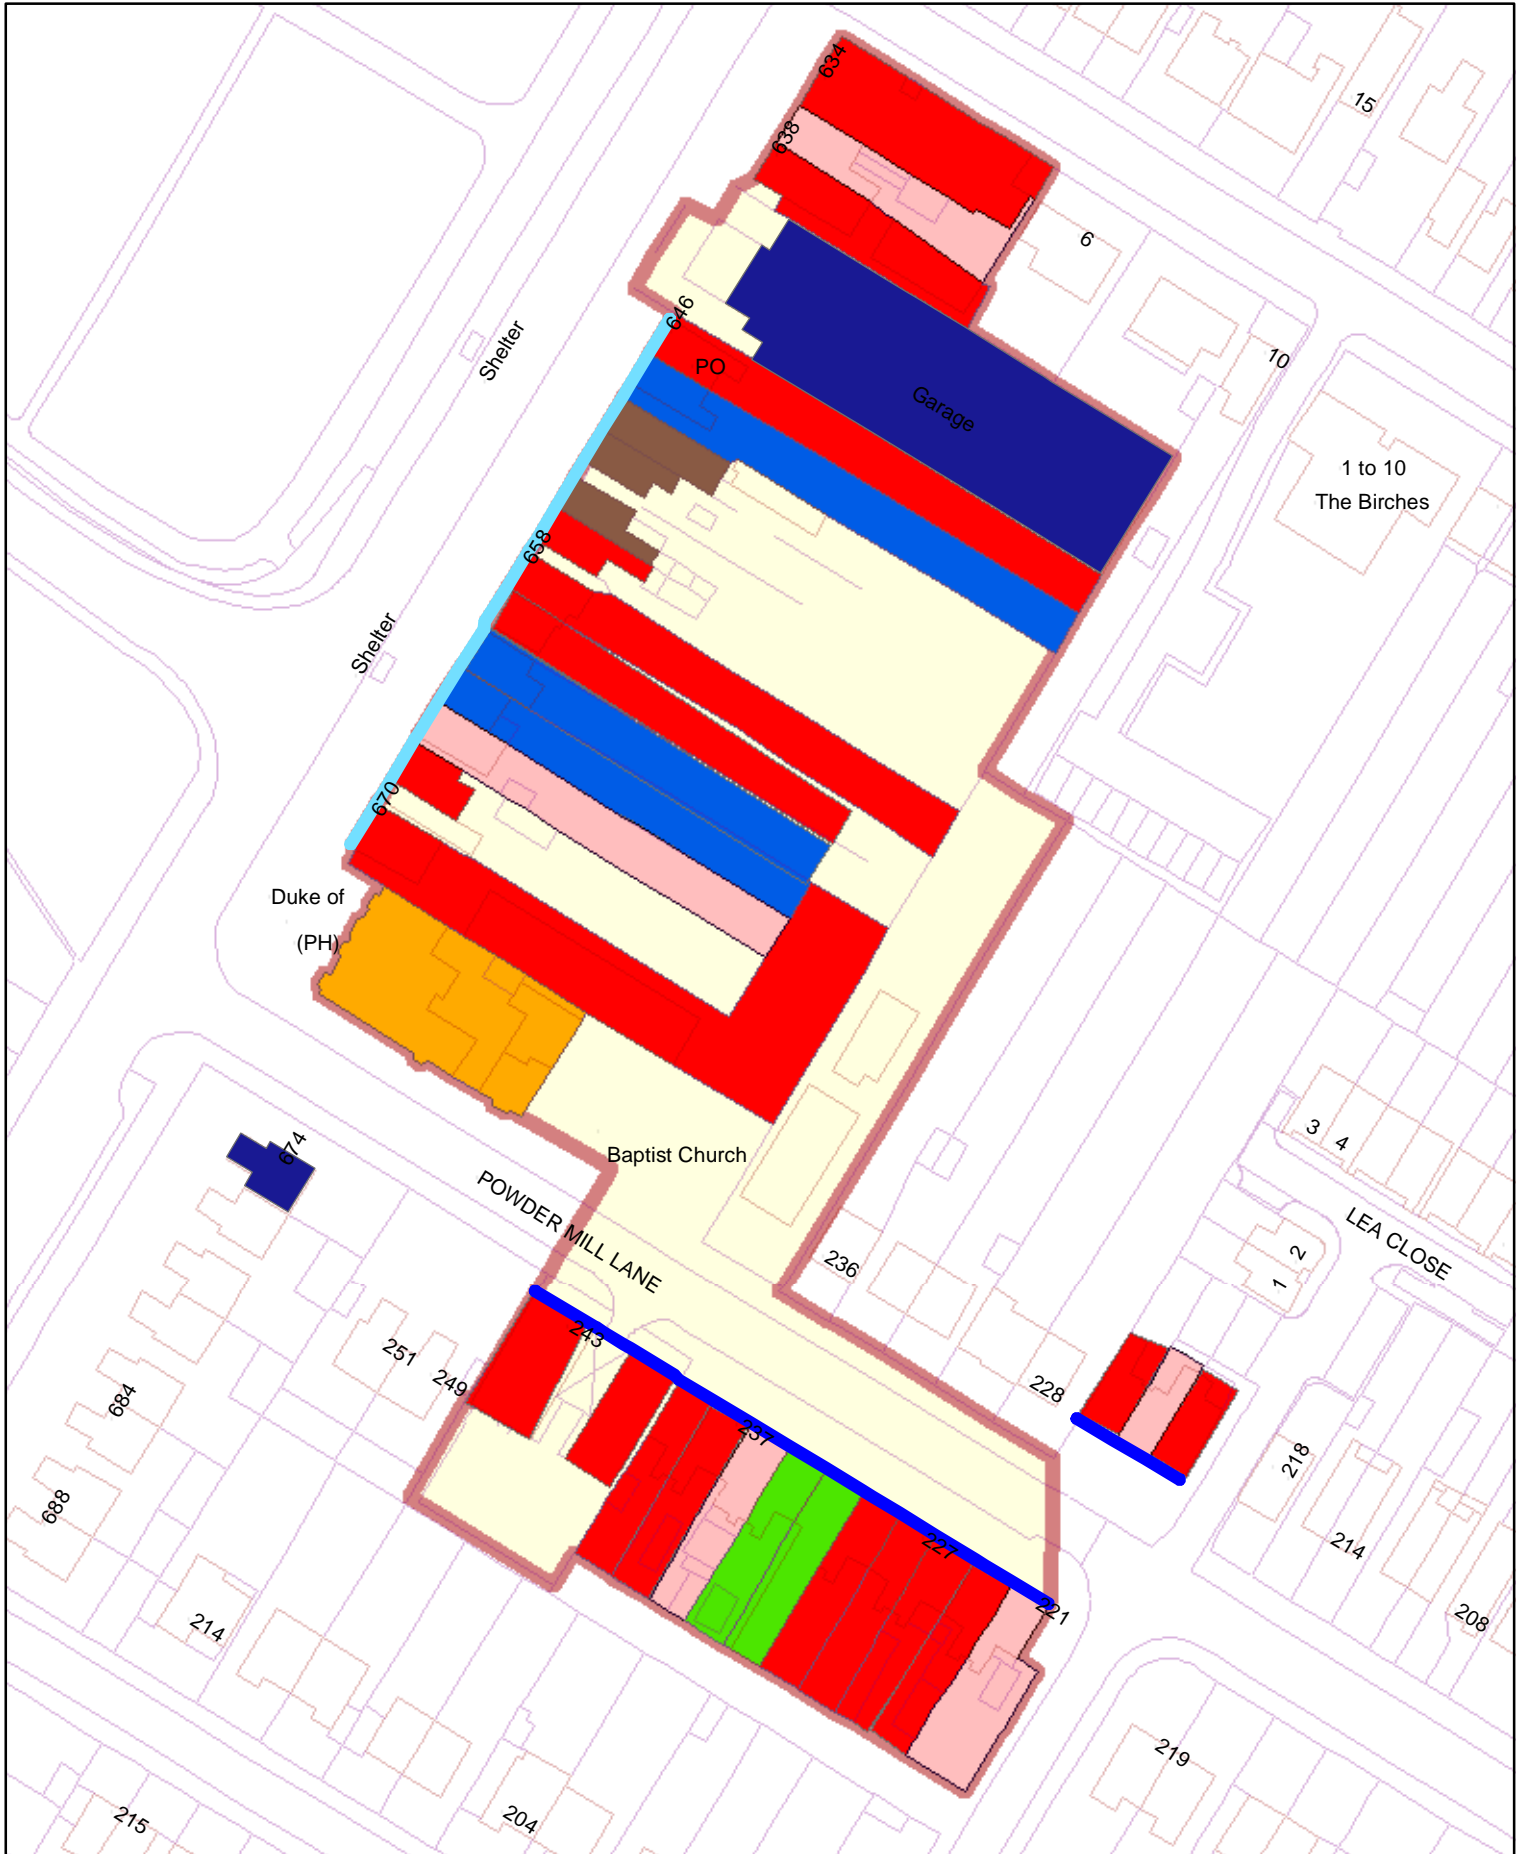 634
15
638
6
646
Shelter
PO
10
Garage
1 to 10
The Birches
658
Shelter
670
Duke of
(PH)
3
4
674
Baptist Church
POWDER MILL LANE
LEA CLOSE
236
2
1
243
251
249
228
684
237
218
688
227
214
221
208
214
219
215
204